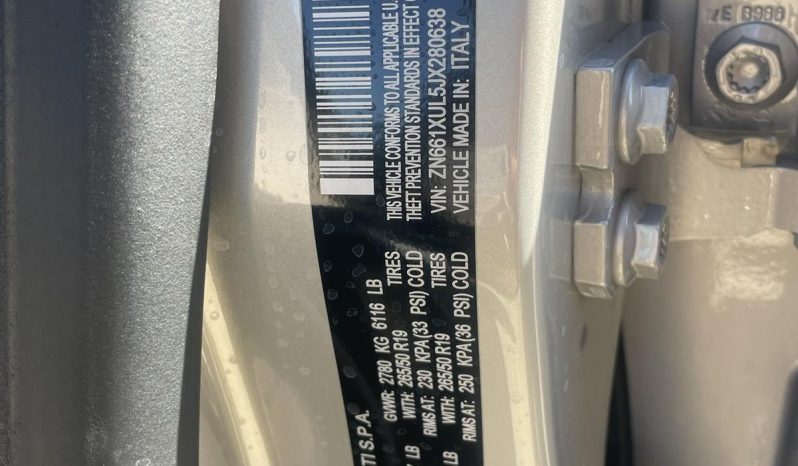 TI S.P.A.
GVWR: 2780 KG 6116 LB
LB WITH: 265/50 R19 TIRES
RIMS AT: 230 KPA(33 PSI) COLD
WITH: 265/50 R19 TIRES
LB RIMS AT: 250 KPA(36 PSI) COLD
THIS VEHICLE CONFORMS TO ALL APPLICABLE U.
THEFT PREVENTION STANDARDS IN EFFECT
VIN: ZN661XUL5JX280638
VEHICLE MADE IN: ITALY